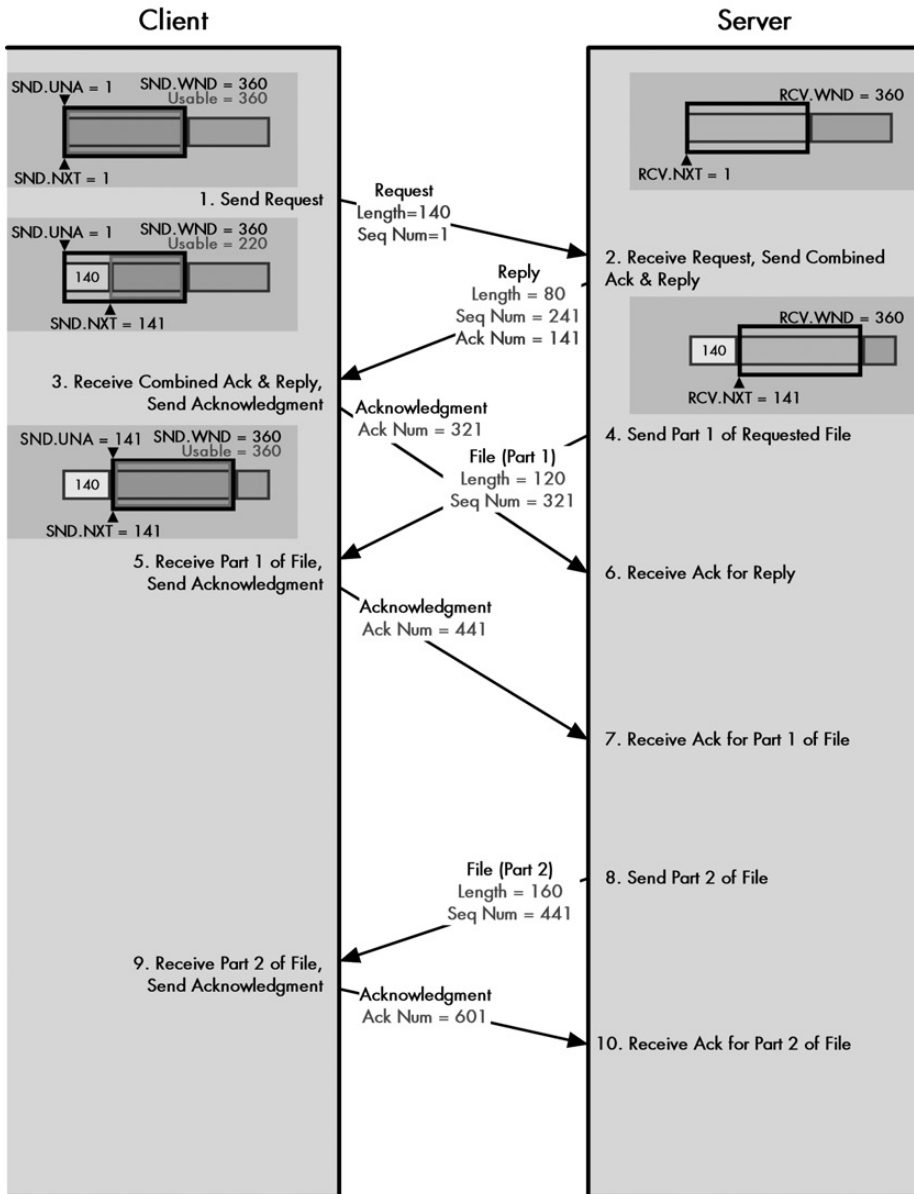 Client
Server
SND.UNA = 1
SND.WND = 360
Usable = 360
SND.NXT = 1
RCV.WND = 360
RCV.NXT = 1
1. Send Request
Request
Length=140
Seq Num=1
SND.UNA = 1
SND.WND = 360
Usable = 220
140
SND.NXT = 141
2. Receive Request, Send Combined
Ack & Reply
Reply
Length = 80
Seq Num = 241
Ack Num = 141
RCV.WND = 360
140
RCV.NXT = 141
3. Receive Combined Ack & Reply,
Send Acknowledgment
Acknowledgment
Ack Num = 321
SND.UNA = 141
SND.WND = 360
Usable = 360
140
SND.NXT = 141
4. Send Part 1 of Requested File
File (Part 1)
Length = 120
Seq Num = 321
5. Receive Part 1 of File,
Send Acknowledgment
6. Receive Ack for Reply
Acknowledgment
Ack Num = 441
7. Receive Ack for Part 1 of File
8. Send Part 2 of File
File (Part 2)
Length = 160
Seq Num = 441
9. Receive Part 2 of File,
Send Acknowledgment
Acknowledgment
Ack Num = 601
10. Receive Ack for Part 2 of File